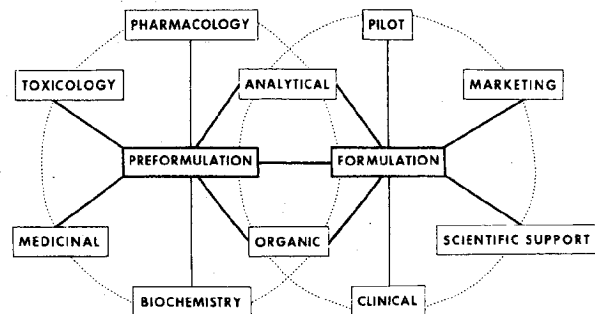 PHARMACOLOGY
PILOT
TOXICOLOGY
ANALYTICAL
MARKETING
PREFORMULATION
FORMULATION
MEDICINAL
ORGANIC
SCIENTIFIC SUPPORT
BIOCHEMISTRY
CLINICAL